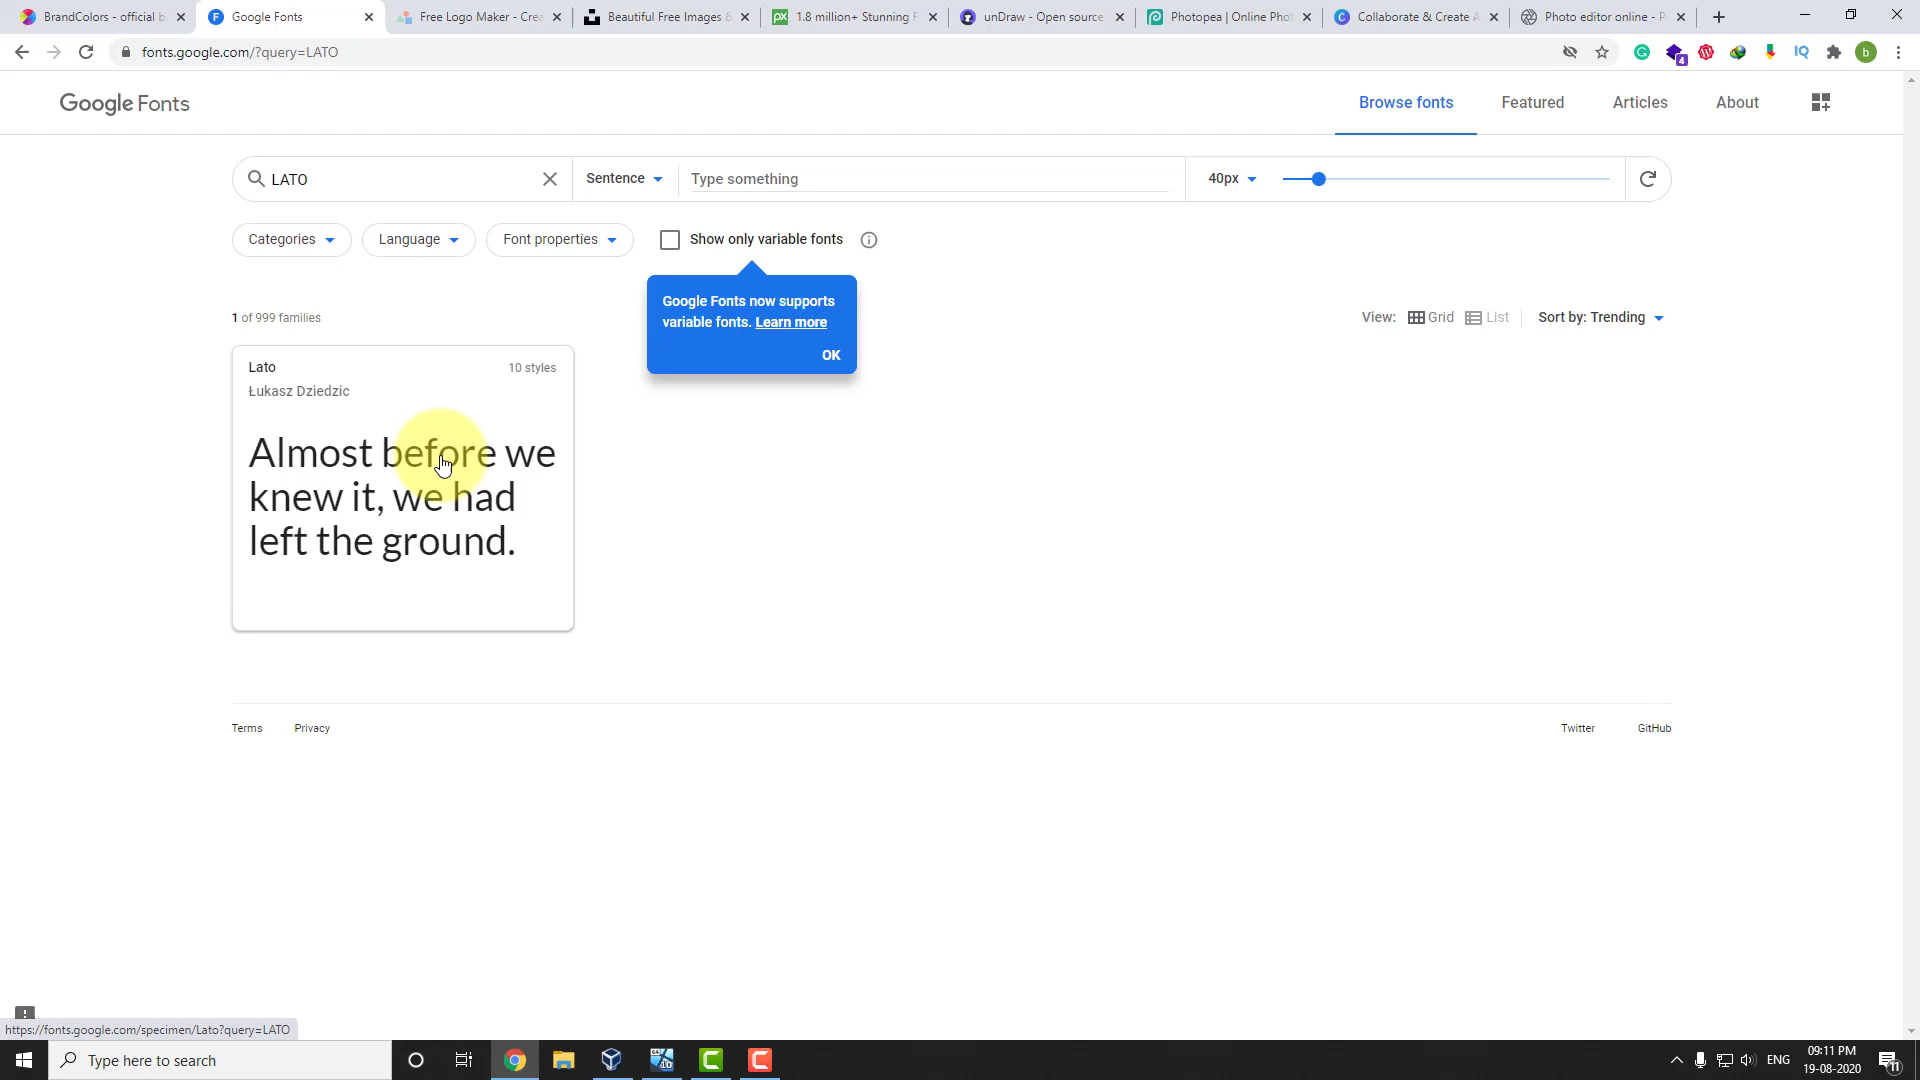 BrandColors - official b
Google Fonts
Free Logo Maker - Crea
Beautiful Free Images &
1.8 million+ Stunning F
unDraw - Open source
Photopea | Online Phot
Collaborate & Create A
Photo editor online - P
fonts.google.com/?query=LATO
4
b
Google Fonts
Browse fonts
Featured
Articles
About
LATO
Sentence
Type something
40px
Categories
Language
Font properties
Show only variable fonts
Google Fonts now supports
variable fonts. Learn more
OK
1 of 999 families
View:
Grid
List
Sort by: Trending
Lato
10 styles
Łukasz Dziedzic
Almost before we
knew it, we had
left the ground.
Terms
Privacy
Twitter
GitHub
https://fonts.google.com/specimen/Lato?query=LATO
Type here to search
ENG
09:11 PM
19-08-2020
11